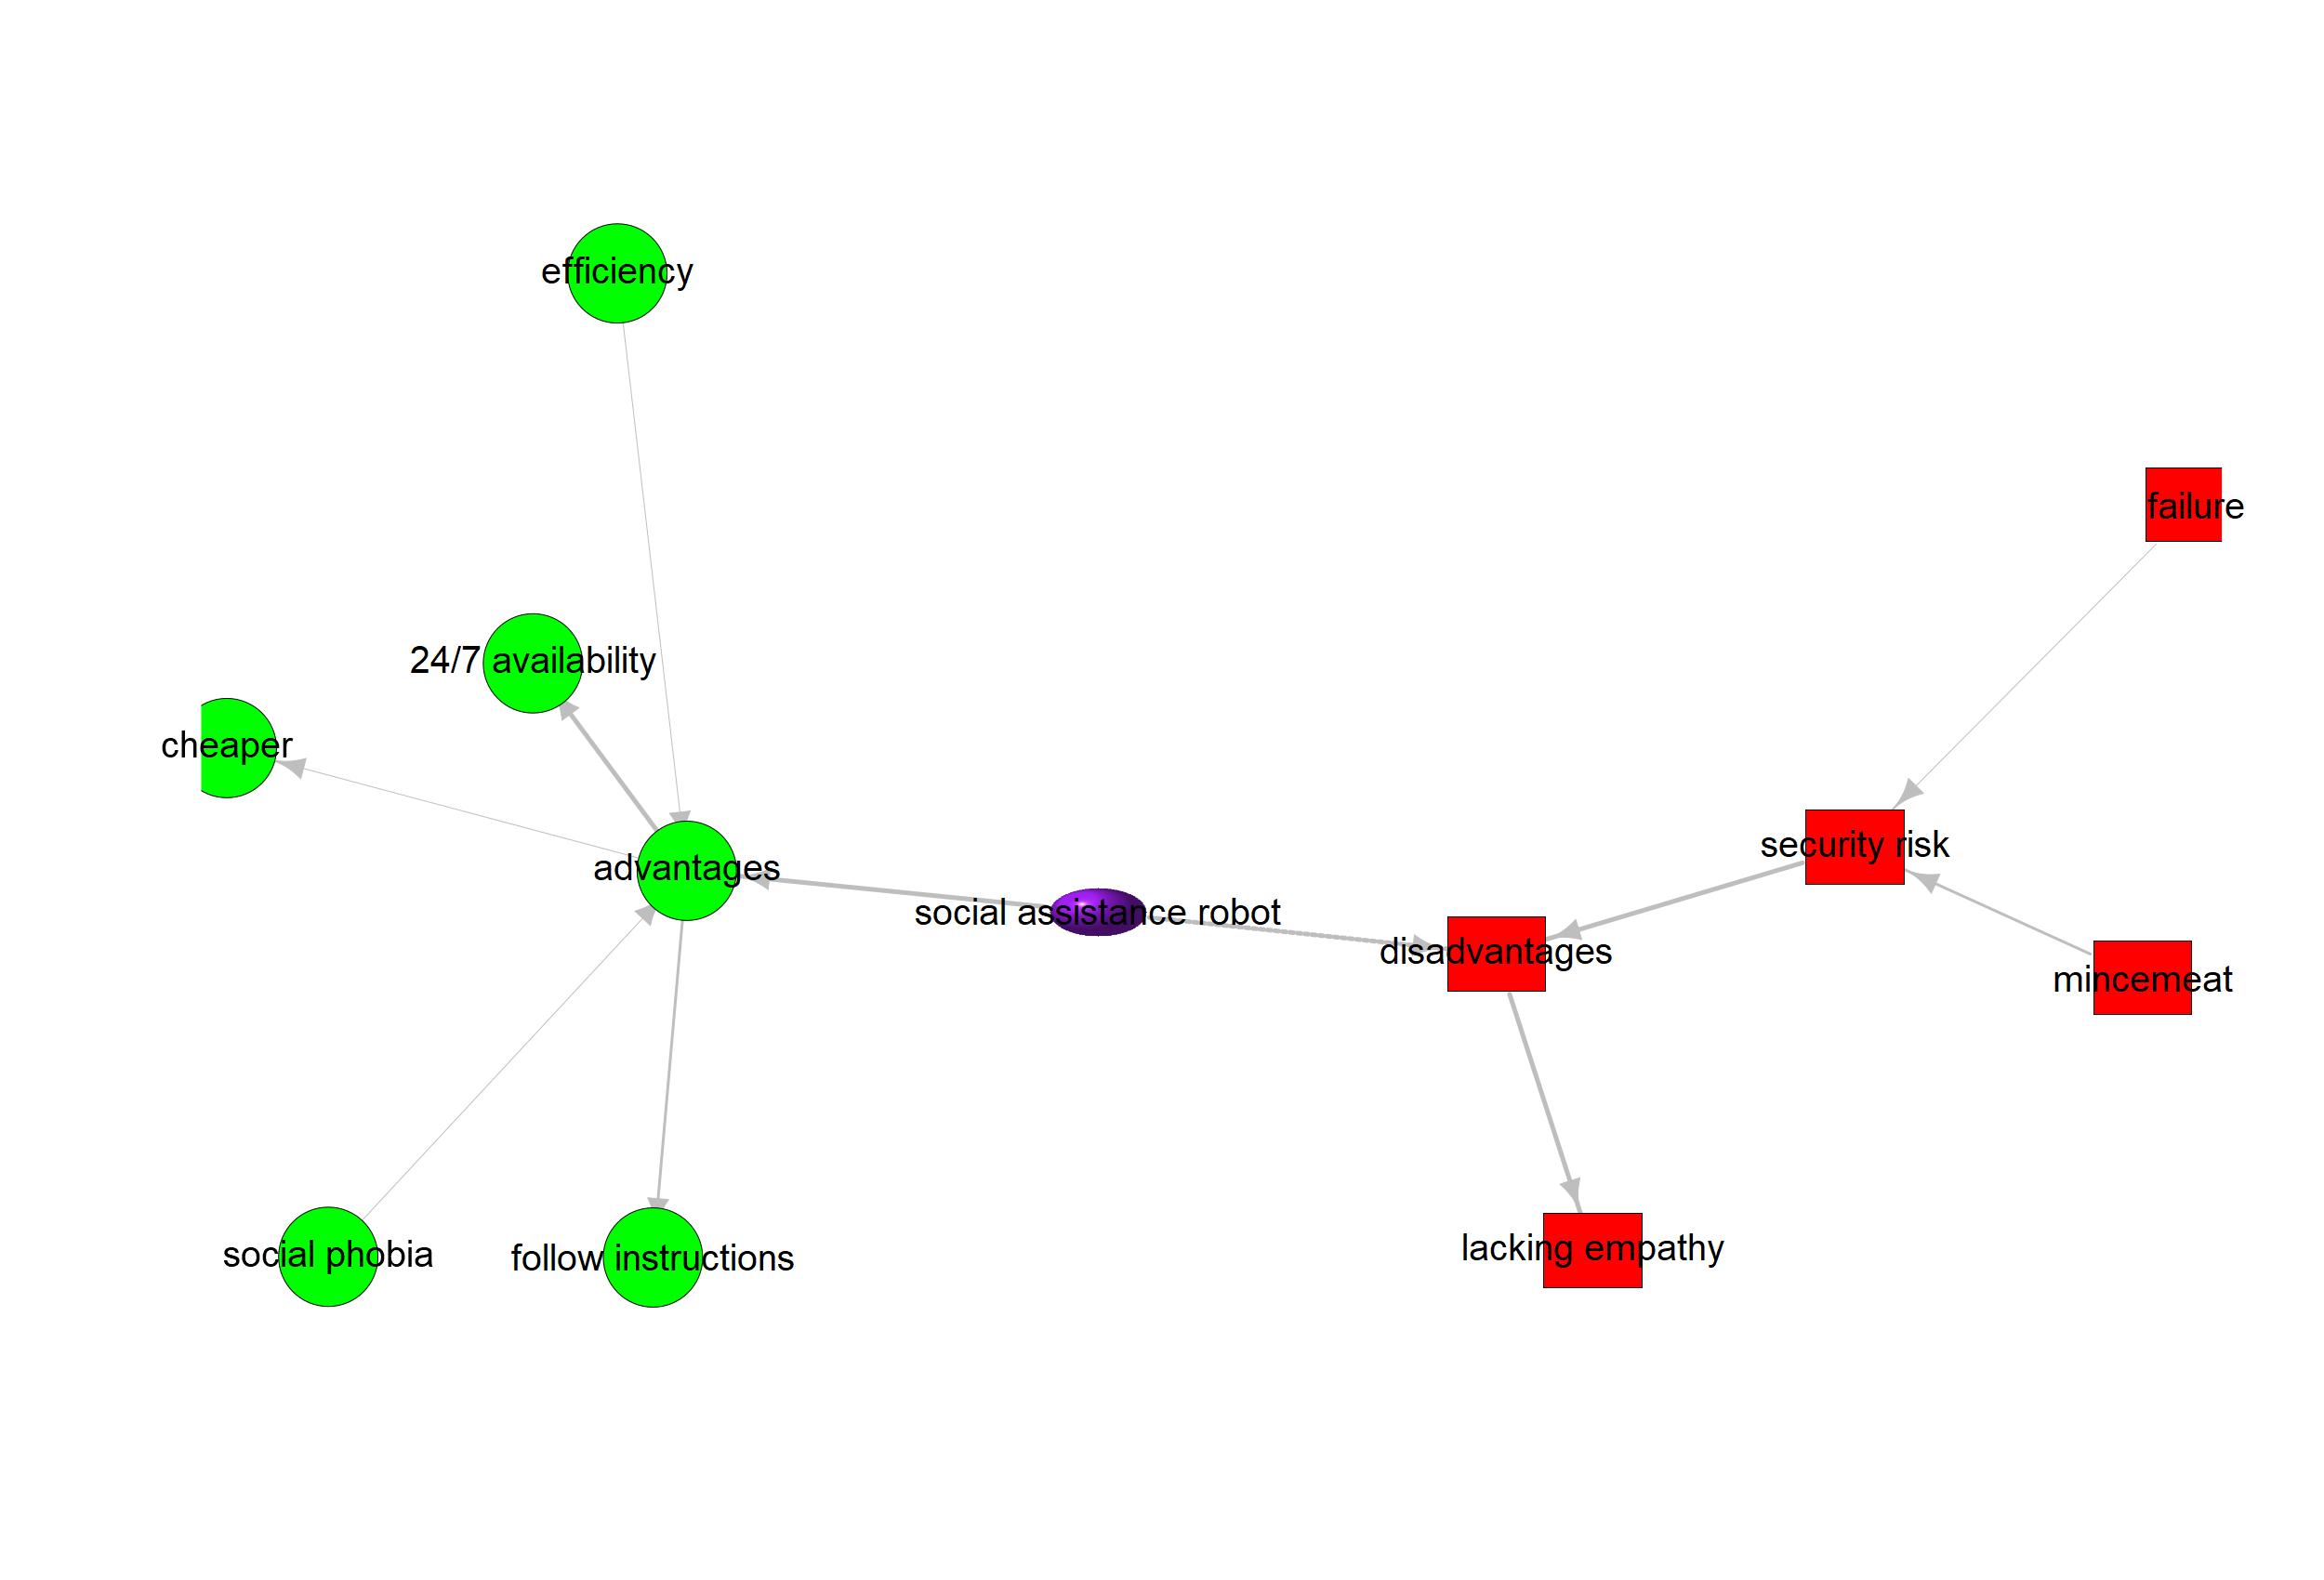 efficiency
failure
24/7 availability
cheaper
security risk
advantages
social assistance robot
disadvantages
mincemeat
lacking empathy
social phobia
follow instructions